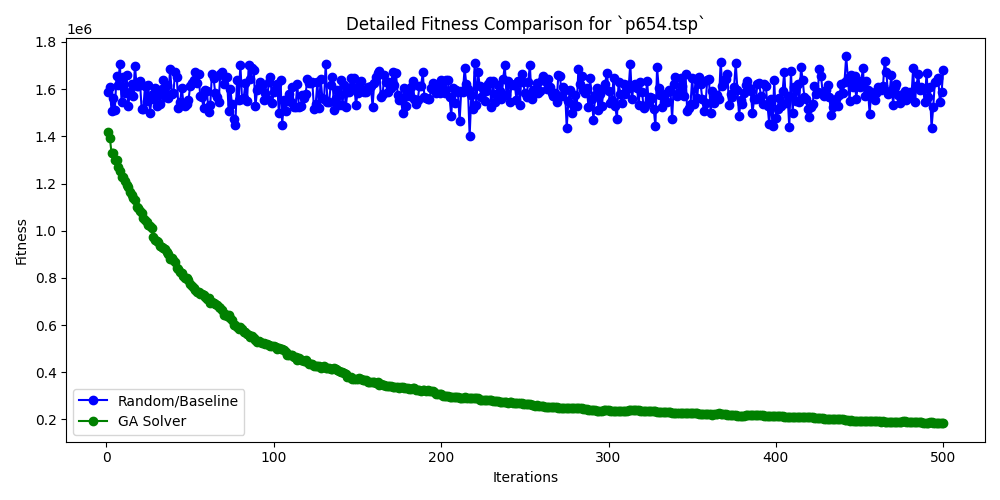 Detailed Fitness Comparison for `p654.tsp`
1e6
1.8
1.6
1.4
1.2
1.0
0.8
0.6
0.4
0.2
Fitness
Random/Baseline
GA Solver
0 100 200 300 400 500
Iterations